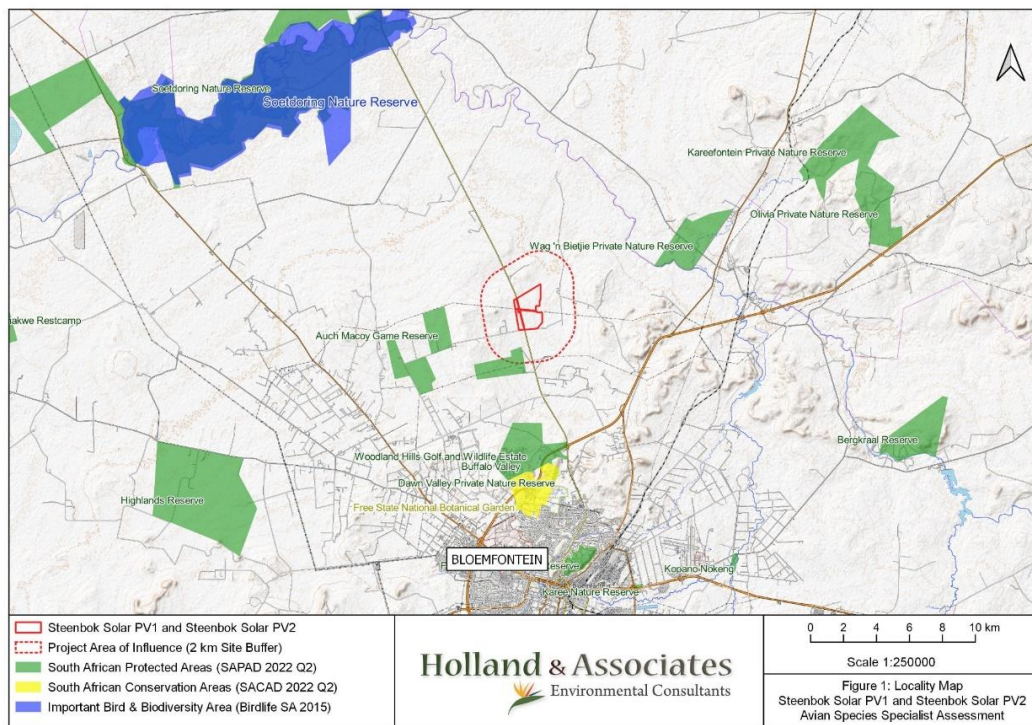 Soetdoring Nature Reserve
Soetdoring Nature Reserve
Kareefontein Private Nature Reserve
Olivia Private Nature Reserve
Wag 'n Bietjie Private Nature Reserve
Restcamp
Auch Macoy Game Reserve
Bergkraal Reserve
Woodland Hills Golf and Wildlife Estate
Buffalo Valley
Highlands Reserve
Dawn Valley Private Nature Reserve
Free State National Botanical Garden
BLOEMFONTEIN
Kopano-Nokeng
Karee Nature Reserve
Steenbok Solar PV1 and Steenbok Solar PV2
Project Area of Influence (2 km Site Buffer)
South African Protected Areas (SAPAD 2022 Q2)
South African Conservation Areas (SACAD 2022 Q2)
Important Bird & Biodiversity Area (Birdlife SA 2015)
Holland & Associates
Environmental Consultants
0 2 4 6 8 10 km
Scale 1:250000
Figure 1: Locality Map
Steenbok Solar PV1 and Steenbok Solar PV2
Avian Species Specialist Assessment